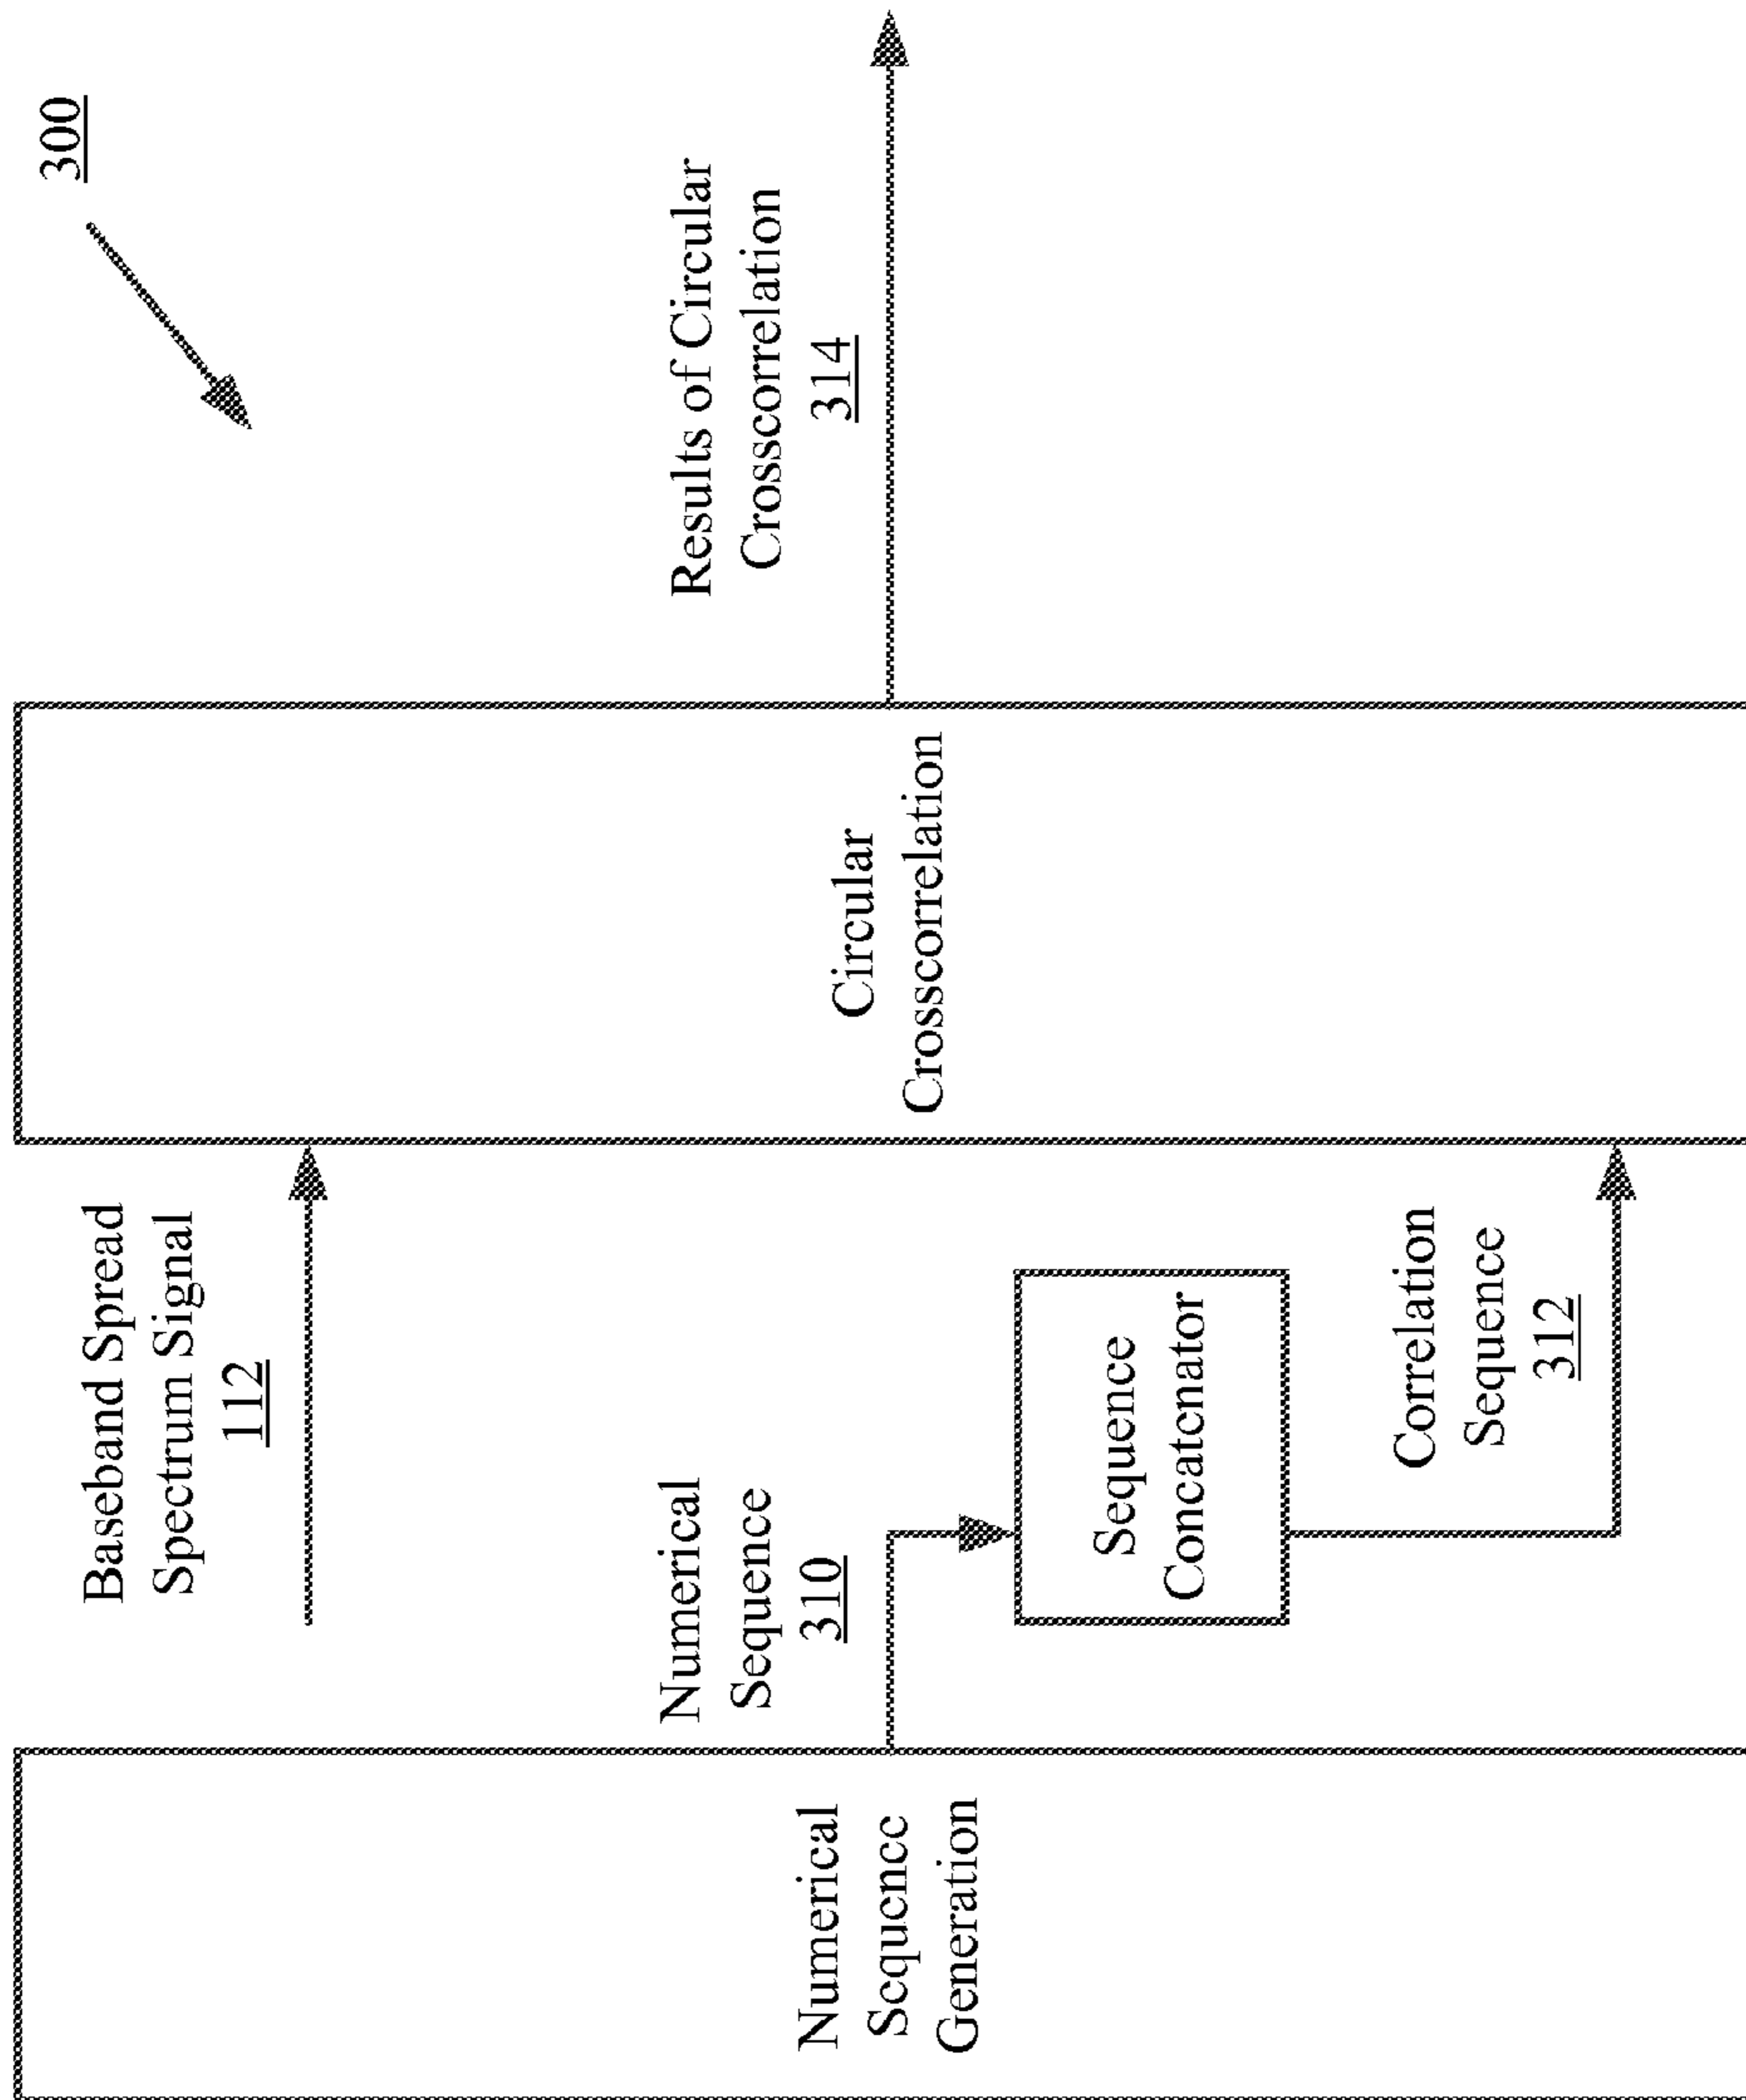 300
Baseband Spread
Spectrum Signal
112
Results of Circular
Crosscorrelation
314
Numerical
Sequence
310
Numerical
Sequence
Generation
Circular
Crosscorrelation
Sequence
Concatenator
Correlation
Sequence
312